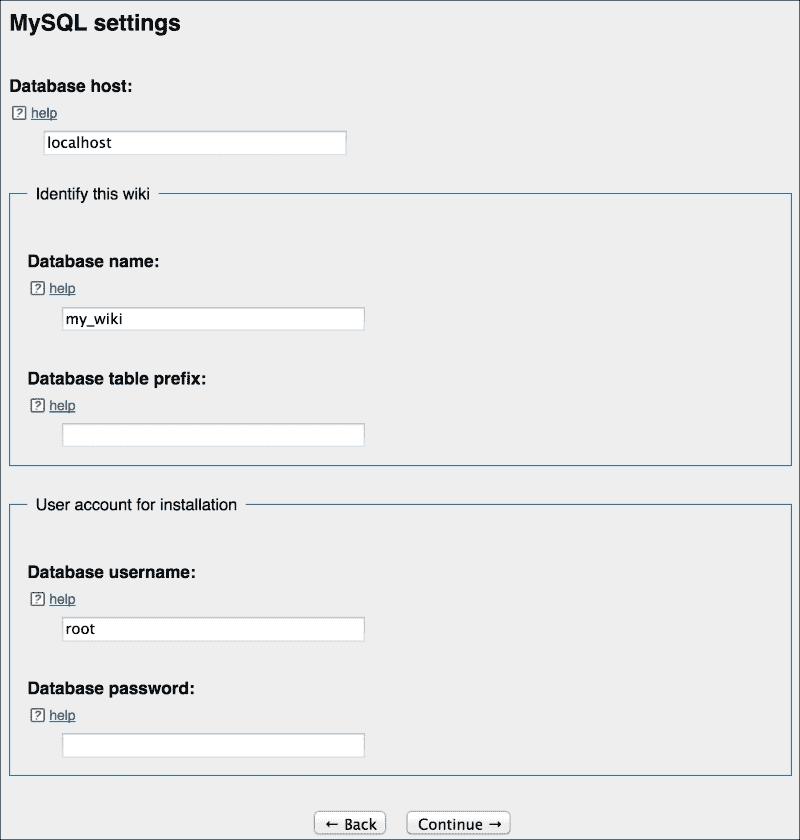 MySQL settings
Database host:
? help
localhost
Identify this wiki
Database name:
? help
my_wiki
Database table prefix:
? help
User account for installation
Database username:
? help
root
Database password:
? help
← Back Continue →